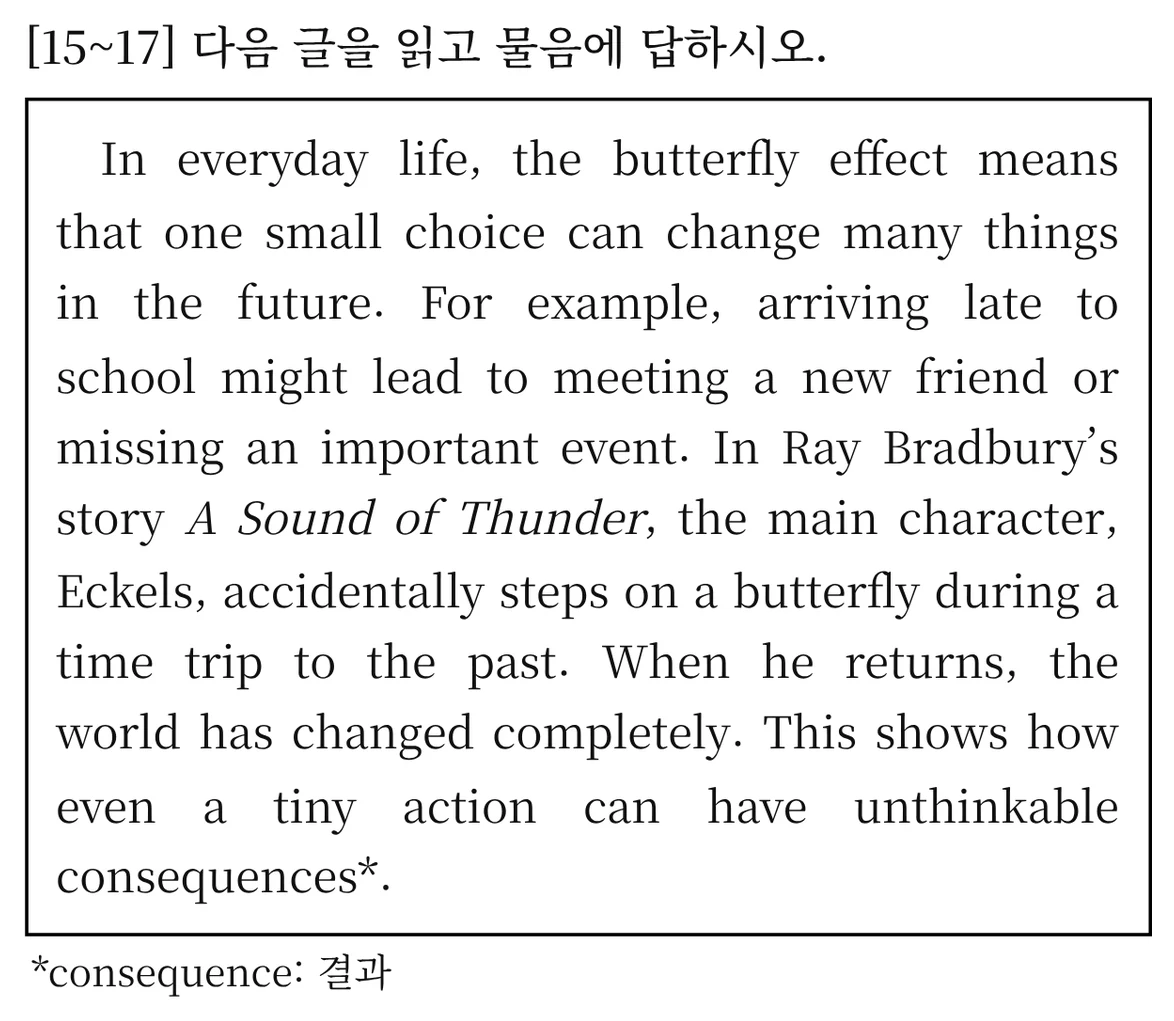 [15~17] 다음 글을 읽고 물음에 답하시오.
In everyday life, the butterfly effect means
that one small choice can change many things
in the future. For example, arriving late to
school might lead to meeting a new friend or
missing an important event. In Ray Bradbury’s
story A Sound of Thunder, the main character,
Eckels, accidentally steps on a butterfly during a
time trip to the past. When he returns, the
world has changed completely. This shows how
even a tiny action can have unthinkable
consequences*.
*consequence: 결과